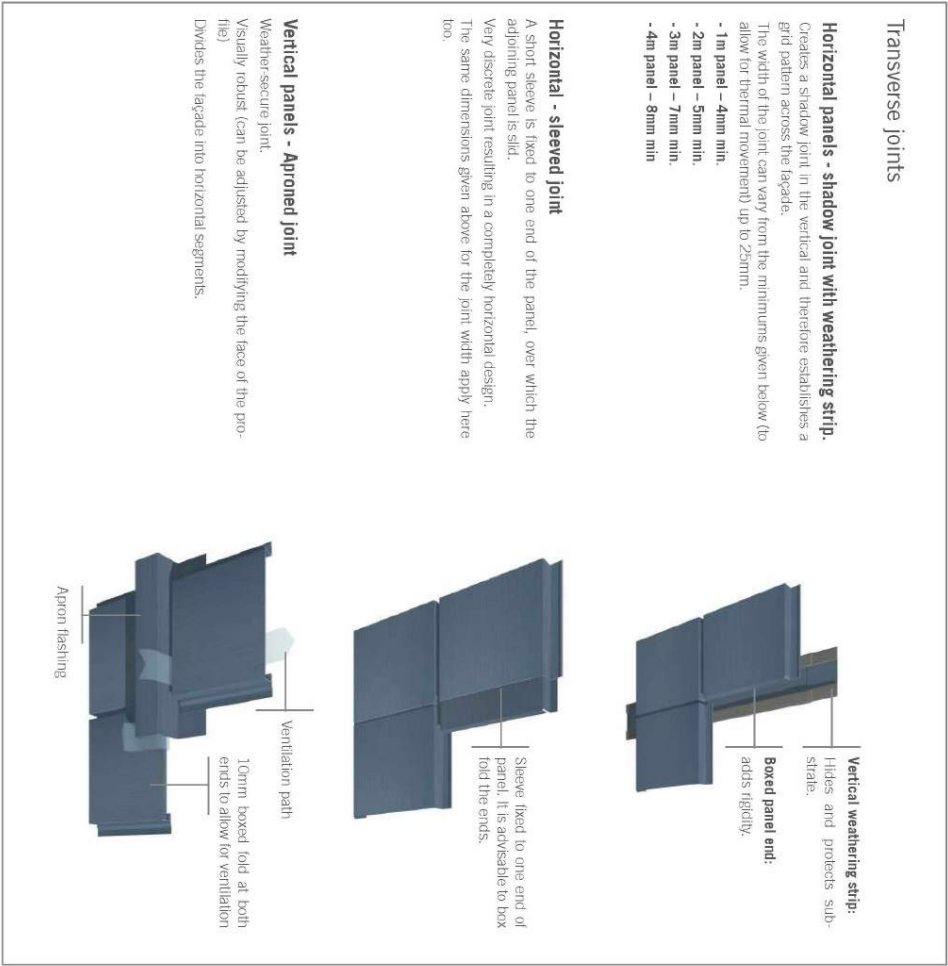 Transverse joints
Horizontal panels - shadow joint with weathering strip.
Creates a shadow joint in the vertical and therefore establishes a
grid pattern across the façade.
The width of the joint can vary from the minimums given below (to
allow for thermal movement) up to 25mm.
- 1m panel – 4mm min.
- 2m panel – 5mm min.
- 3m panel – 7mm min.
- 4m panel – 8mm min
Vertical weathering strip:
Hides and protects sub-
strate.
Boxed panel end:
adds rigidity.
Horizontal - sleeved joint
A short sleeve is fixed to one end of the panel, over which the
adjoining panel is slid.
Very discrete joint resulting in a completely horizontal design.
The same dimensions given above for the joint width apply here
too.
Sleeve fixed to one end of
panel. It is advisable to box
fold the ends.
Vertical panels - Aproned joint
Weather-secure joint.
Visually robust (can be adjusted by modifying the face of the pro-
file)
Divides the façade into horizontal segments.
Ventilation path
10mm boxed fold at both
ends to allow for ventilation
Apron flashing